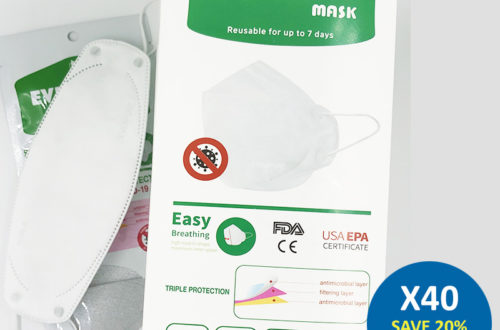 MASK
Reusable for up to 7 days
Easy
Breathing
FDA
CE
USA EPA
CERTIFICATE
TRIPLE PROTECTION
antimicrobial layer
filtering layer
antimicrobial layer
X40
SAVE 20%